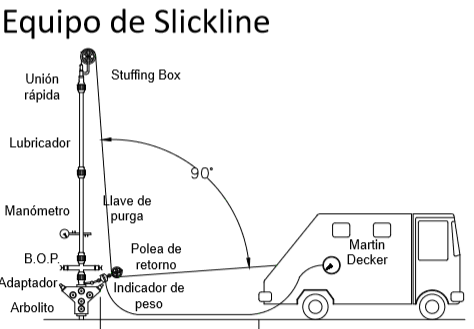 Equipo de Slickline
Stuffing Box
Unión
rápida
Lubricador
90°
Manómetro
Llave de
purga
Polea de
retorno
Martin
Decker
B.O.P.
Adaptador
Indicador de
peso
Arbolito